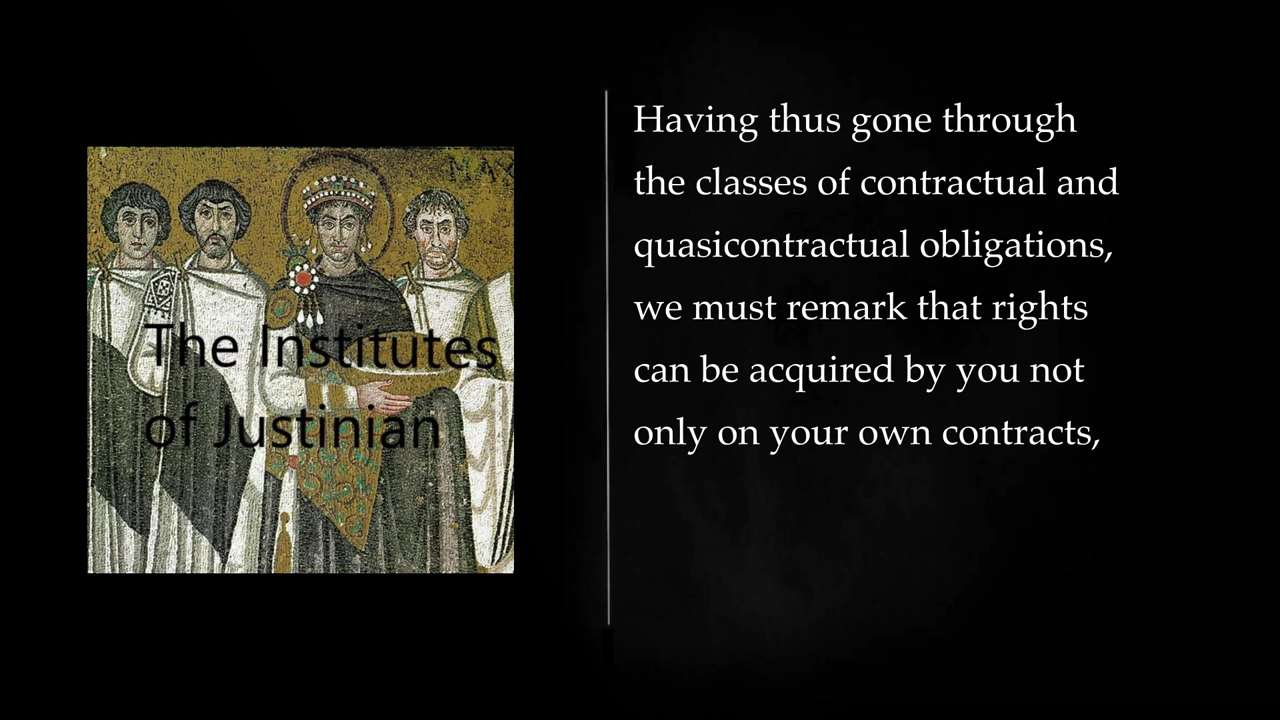 MAX
The Institutes
of Justinian
Having thus gone through
the classes of contractual and
quasicontractual obligations,
we must remark that rights
can be acquired by you not
only on your own contracts,